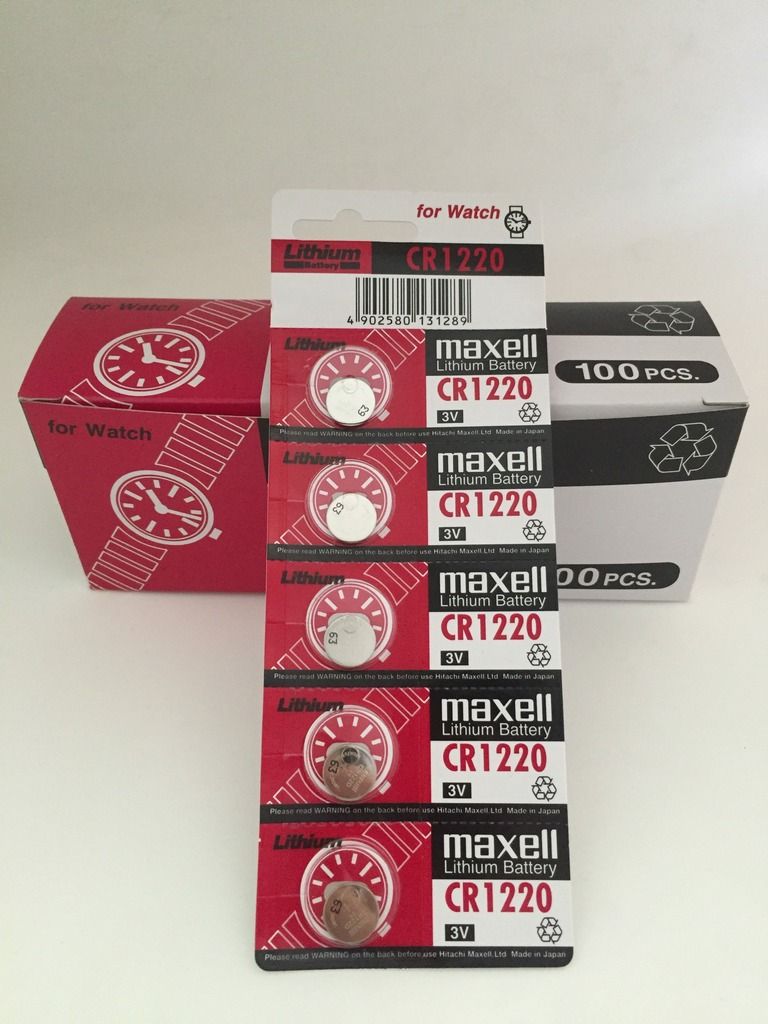 for Watch
Lithium
Battery
CR1220
4 902580 131289
for Watch
for Watch
100 PCS.
00 PCS.
Lithium
maxell
Lithium Battery
CR1220
3V
63
Please read WARNING on the back before use Hitachi Maxell.Ltd Made in Japan
Lithium
maxell
Lithium Battery
CR1220
3V
63
Please read WARNING on the back before use Hitachi Maxell.Ltd Made in Japan
Lithium
maxell
Lithium Battery
CR1220
3V
63
Please read WARNING on the back before use Hitachi Maxell.Ltd Made in Japan
Lithium
maxell
Lithium Battery
CR1220
3V
63
Please read WARNING on the back before use Hitachi Maxell.Ltd Made in Japan
Lithium
maxell
Lithium Battery
CR1220
3V
63
Please read WARNING on the back before use Hitachi Maxell.Ltd Made in Japan